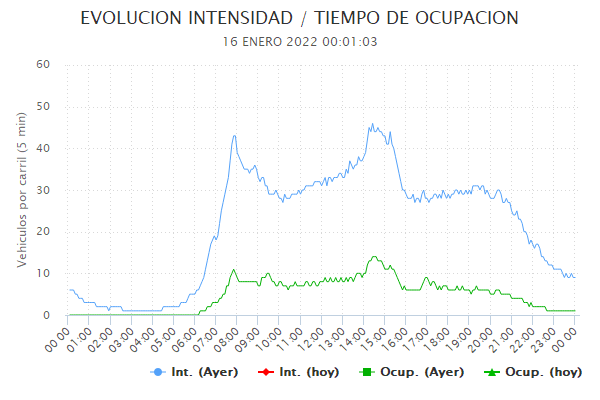 EVOLUCION INTENSIDAD / TIEMPO DE OCUPACION
16 ENERO 2022 00:01:03
Vehiculos por carril (5 min)
60
50
40
30
20
10
0
00:00 01:00 02:00 03:00 04:00 05:00 06:00 07:00 08:00 09:00 10:00 11:00 12:00 13:00 14:00 15:00 16:00 17:00 18:00 19:00 20:00 21:00 22:00 23:00 00:00
Int. (Ayer) Int. (hoy) Ocup. (Ayer) Ocup. (hoy)